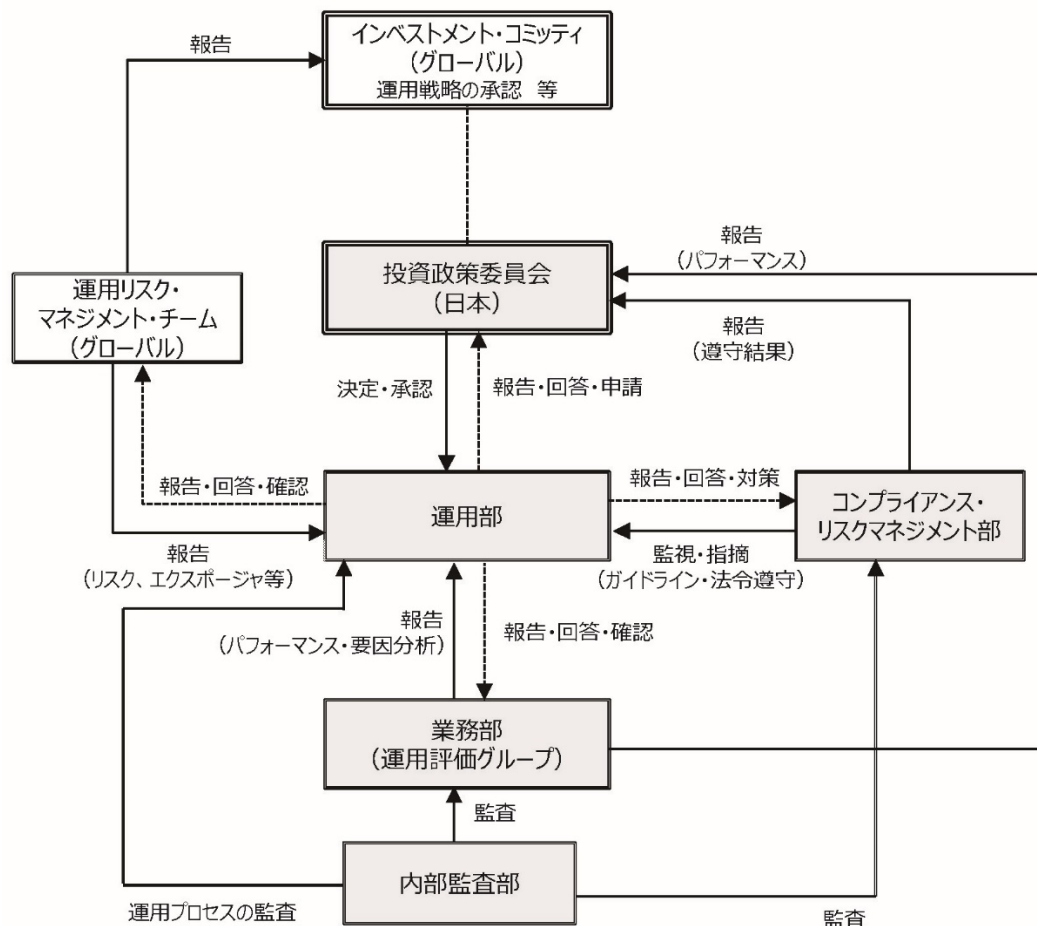 報告
インベストメント・コミッティ
(グローバル)
運用戦略の承認 等
報告
(パフォーマンス)
投資政策委員会
(日本)
運用リスク・
マネジメント・チーム
(グローバル)
報告
(遵守結果)
決定・承認
報告・回答・申請
報告・回答・確認
運用部
報告・回答・対策
コンプライアンス・
リスクマネジメント部
報告
(リスク、エクスポージャ等)
監視・指摘
(ガイドライン・法令遵守)
報告
(パフォーマンス・要因分析)
報告・回答・確認
業務部
(運用評価グループ)
監査
内部監査部
運用プロセスの監査
監査